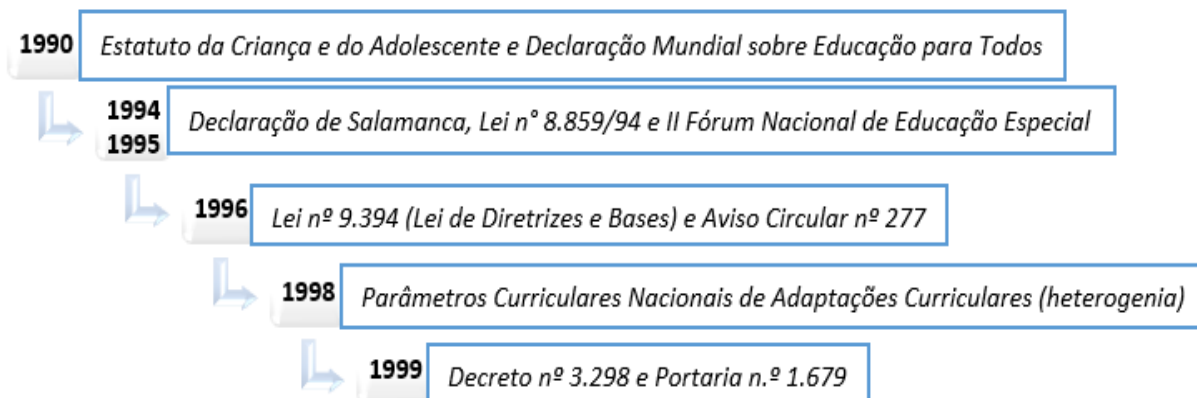 1990 Estatuto da Criança e do Adolescente e Declaração Mundial sobre Educação para Todos
1994
1995 Declaração de Salamanca, Lei n° 8.859/94 e II Fórum Nacional de Educação Especial
1996 Lei nº 9.394 (Lei de Diretrizes e Bases) e Aviso Circular nº 277
1998 Parâmetros Curriculares Nacionais de Adaptações Curriculares (heterogenia)
1999 Decreto nº 3.298 e Portaria n.º 1.679